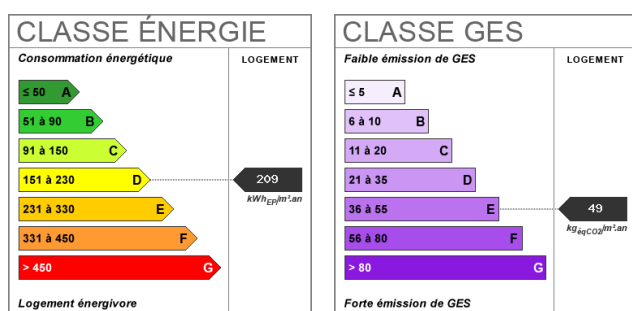 CLASSE ÉNERGIE
Consommation énergétique
LOGEMENT
≤ 50 A
51 à 90 B
91 à 150 C
151 à 230 D
209
kWhEP/m².an
231 à 330 E
331 à 450 F
> 450 G
Logement énergivore
CLASSE GES
Faible émission de GES
LOGEMENT
≤ 5 A
6 à 10 B
11 à 20 C
21 à 35 D
36 à 55 E
49
kgéqCO2/m².an
56 à 80 F
> 80 G
Forte émission de GES